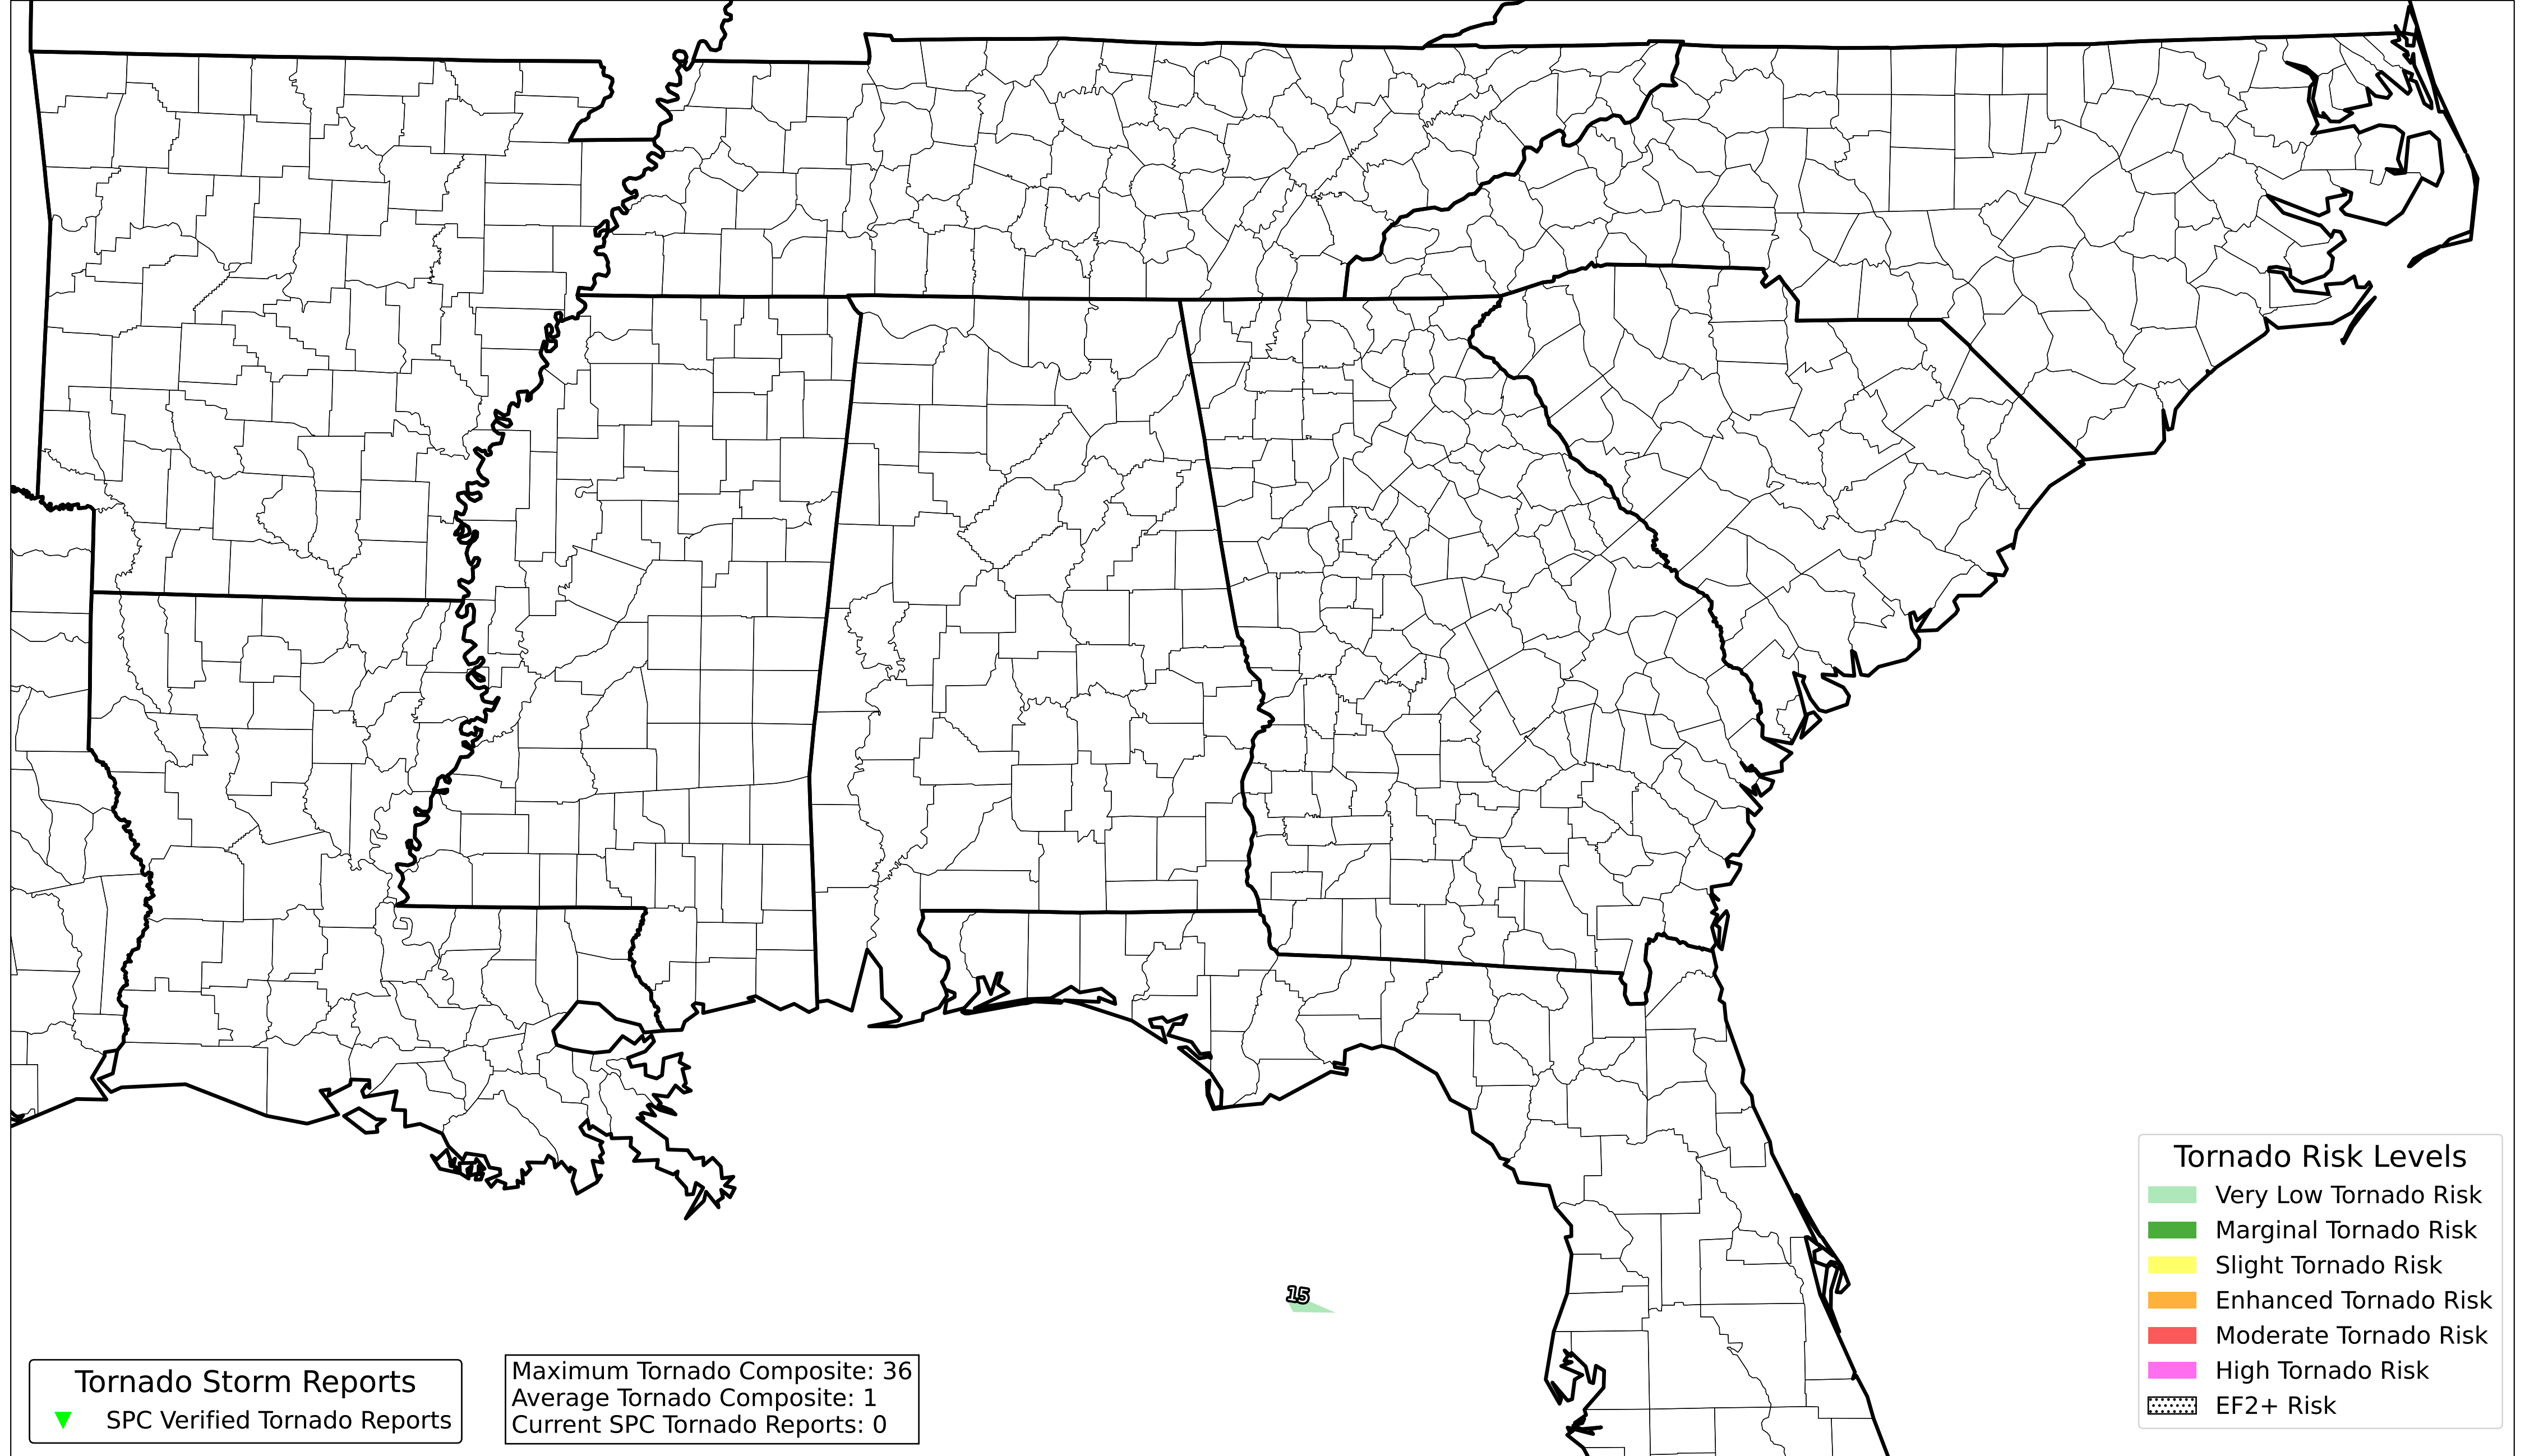 15
Tornado Risk Levels
Very Low Tornado Risk
Marginal Tornado Risk
Slight Tornado Risk
Enhanced Tornado Risk
Moderate Tornado Risk
High Tornado Risk
EF2+ Risk
Tornado Storm Reports
SPC Verified Tornado Reports
Maximum Tornado Composite: 36
Average Tornado Composite: 1
Current SPC Tornado Reports: 0